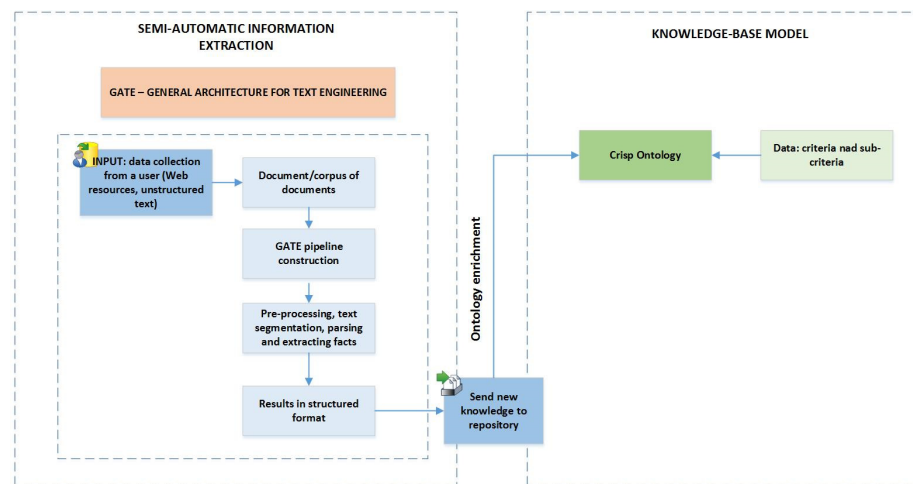 SEMI-AUTOMATIC INFORMATION
EXTRACTION
GATE – GENERAL ARCHITECTURE FOR TEXT ENGINEERING
INPUT: data collection
from a user (Web
resources, unstructured
text)
Document/corpus of
documents
GATE pipeline
construction
Pre-processing, text
segmentation, parsing
and extracting facts
Results in structured
format
Send new
knowledge to
repository
Ontology enrichment
KNOWLEDGE-BASE MODEL
Crisp Ontology
Data: criteria nad sub-
criteria